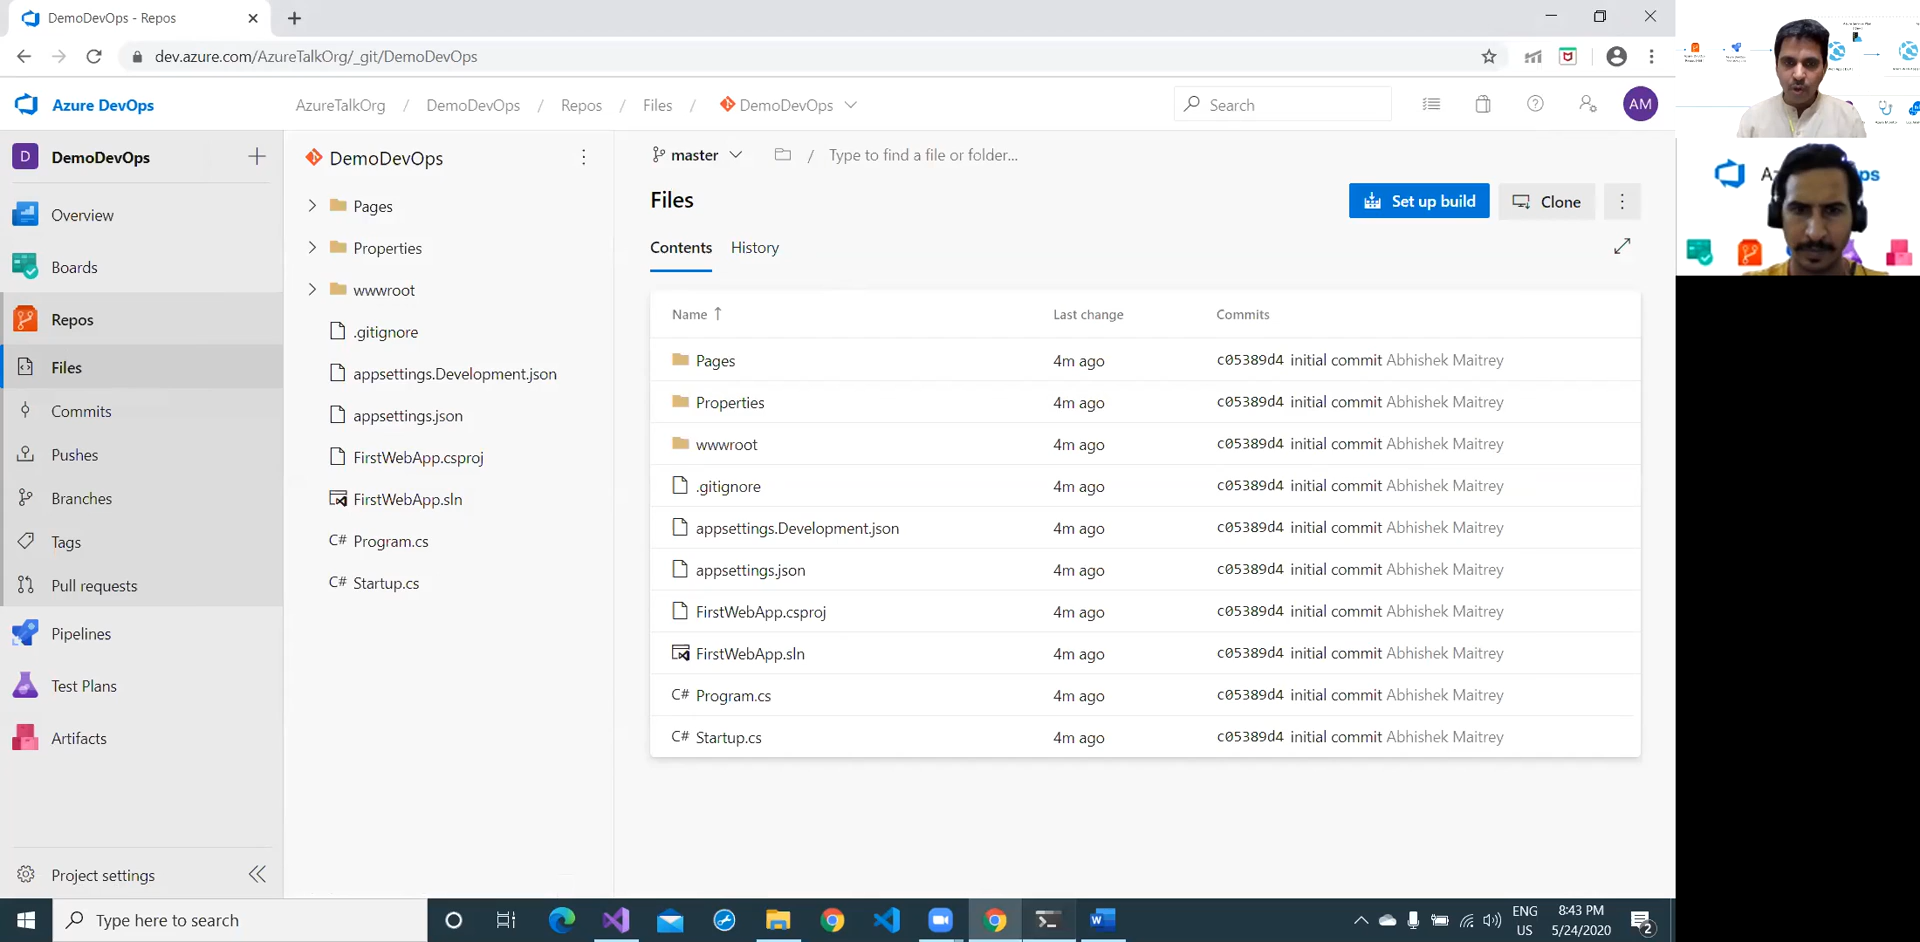 DemoDevOps - Repos
dev.azure.com/AzureTalkOrg/_git/DemoDevOps
Azure DevOps
AzureTalkOrg / DemoDevOps / Repos / Files / DemoDevOps
Search
AM
D DemoDevOps
Overview
Boards
Repos
Files
Commits
Pushes
Branches
Tags
Pull requests
Pipelines
Test Plans
Artifacts
Project settings
DemoDevOps
Pages
Properties
wwwroot
.gitignore
appsettings.Development.json
appsettings.json
FirstWebApp.csproj
FirstWebApp.sln
C# Program.cs
C# Startup.cs
master / Type to find a file or folder...
Files
Set up build
Clone
Contents History
Name ↑ Last change Commits
Pages 4m ago c05389d4 initial commit Abhishek Maitrey
Properties 4m ago c05389d4 initial commit Abhishek Maitrey
wwwroot 4m ago c05389d4 initial commit Abhishek Maitrey
.gitignore 4m ago c05389d4 initial commit Abhishek Maitrey
appsettings.Development.json 4m ago c05389d4 initial commit Abhishek Maitrey
appsettings.json 4m ago c05389d4 initial commit Abhishek Maitrey
FirstWebApp.csproj 4m ago c05389d4 initial commit Abhishek Maitrey
FirstWebApp.sln 4m ago c05389d4 initial commit Abhishek Maitrey
C# Program.cs 4m ago c05389d4 initial commit Abhishek Maitrey
C# Startup.cs 4m ago c05389d4 initial commit Abhishek Maitrey
Type here to search
ENG
US
8:43 PM
5/24/2020
2